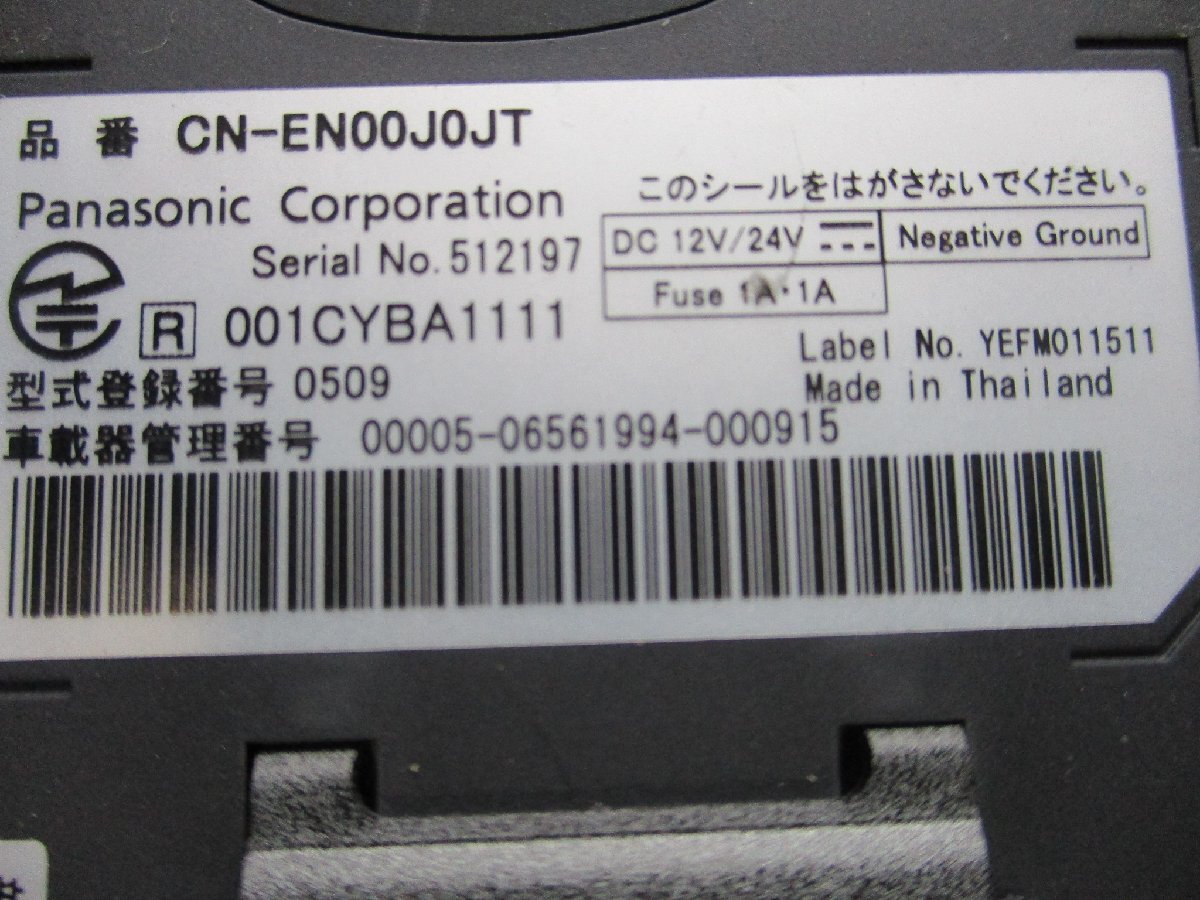 品 番 CN-EN00J0JT
Panasonic Corporation
このシールをはがさないでください。
Serial No.512197
DC 12V/24V
Negative Ground
Fuse 1A・1A
R 001CYBA1111
Label No. YEFM011511
型式登録番号 0509
Made in Thailand
車載器管理番号 00005-06561994-000915